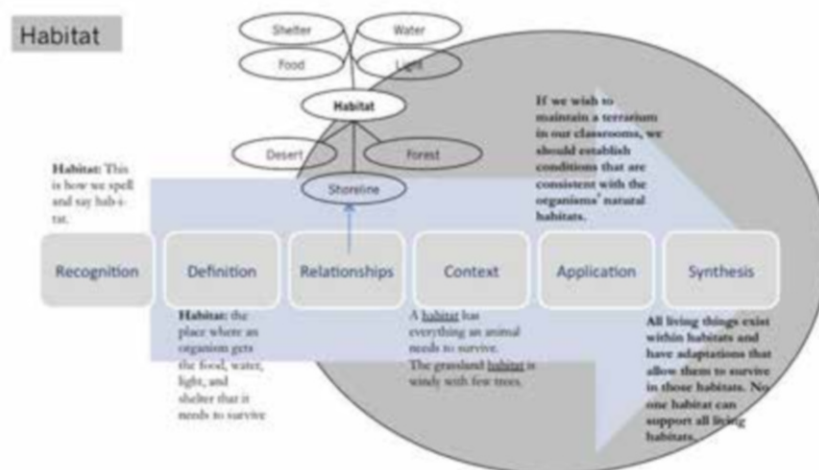 Habitat
Shelter
Water
Food
Light
Habitat
Desert
Forest
Shoreline
If we wish to
maintain a terrarium
in our classrooms, we
should establish
conditions that are
consistent with the
organisms' natural
habitats.
Habitat: This
is how we spell
and say hab-i-
tat.
Recognition
Definition
Relationships
Context
Application
Synthesis
Habitat: the
place where an
organism gets
the food, water,
light, and
shelter that it
needs to survive
A habitat has
everything an animal
needs to survive.
The grassland habitat is
windy with few trees.
All living things exist
within habitats and
have adaptations that
allow them to survive
in those habitats. No
one habitat can
support all living
habitats.